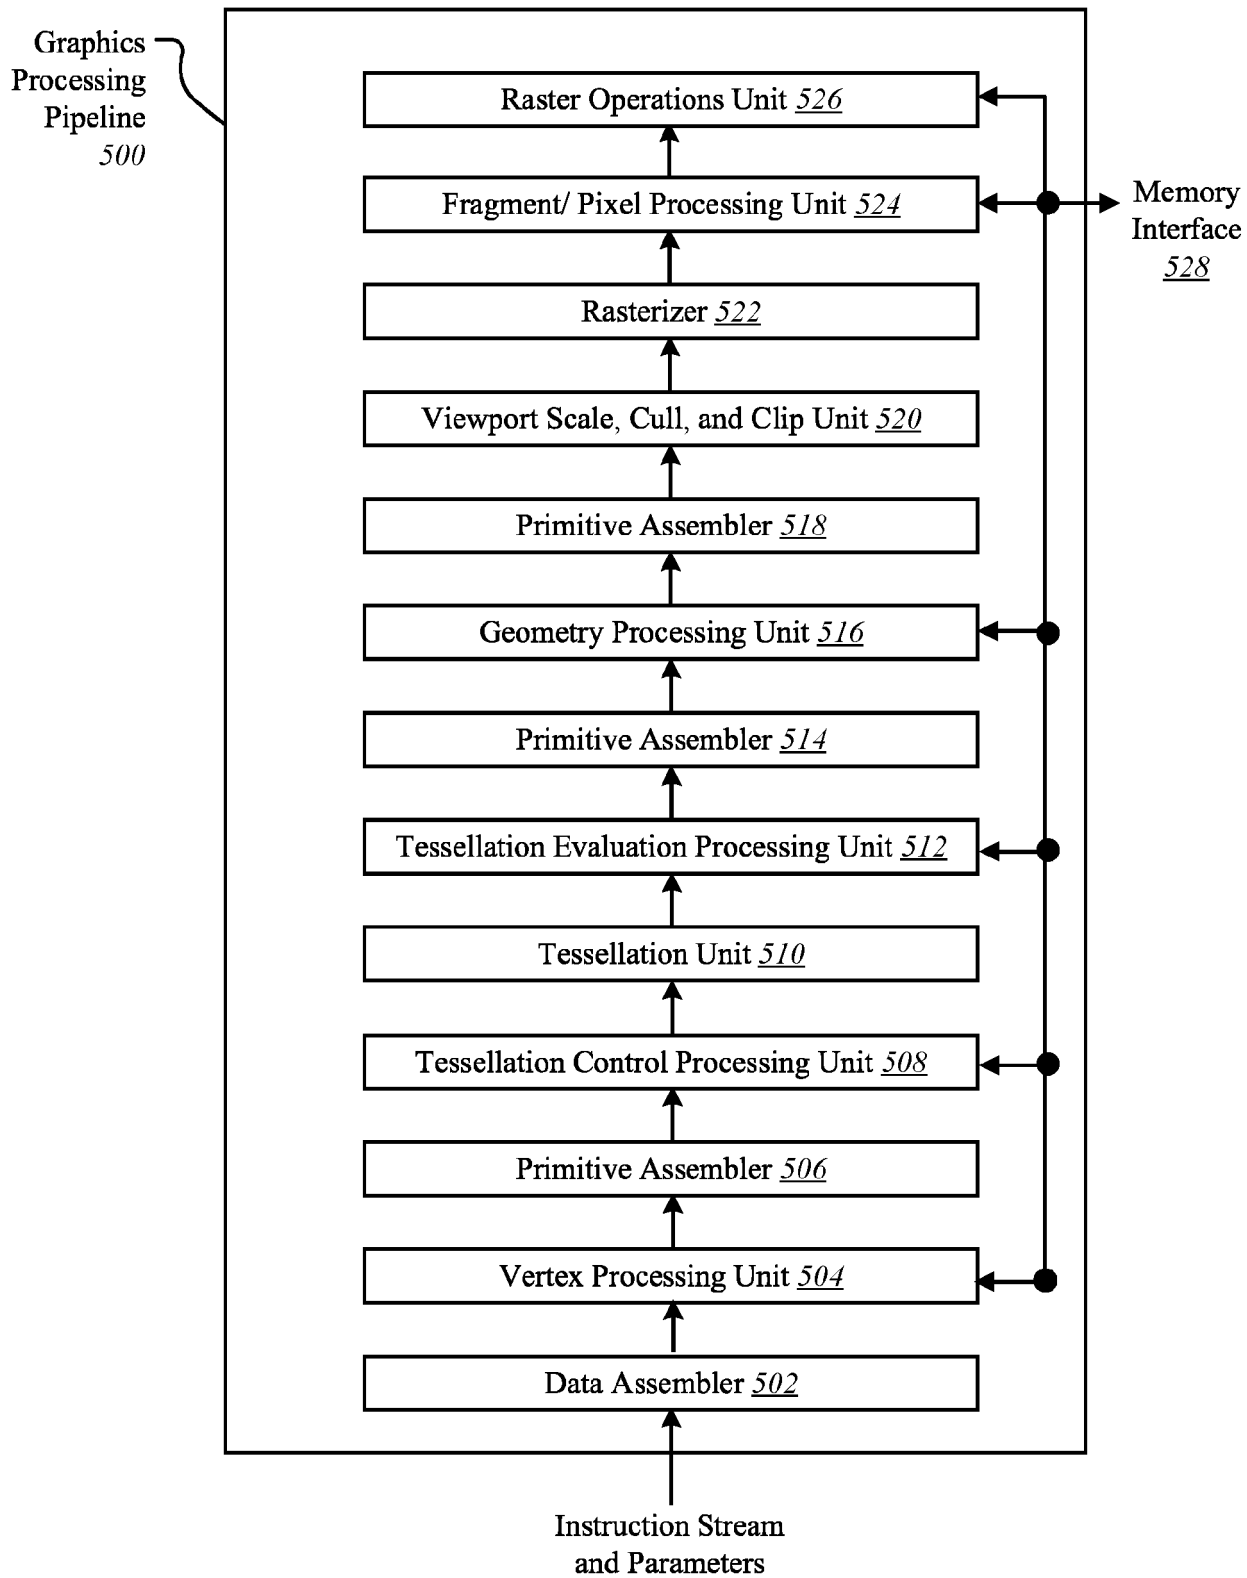 Graphics
Processing
Pipeline
500
Raster Operations Unit 526
Fragment/ Pixel Processing Unit 524
Memory
Interface
528
Rasterizer 522
Viewport Scale, Cull, and Clip Unit 520
Primitive Assembler 518
Geometry Processing Unit 516
Primitive Assembler 514
Tessellation Evaluation Processing Unit 512
Tessellation Unit 510
Tessellation Control Processing Unit 508
Primitive Assembler 506
Vertex Processing Unit 504
Data Assembler 502
Instruction Stream
and Parameters